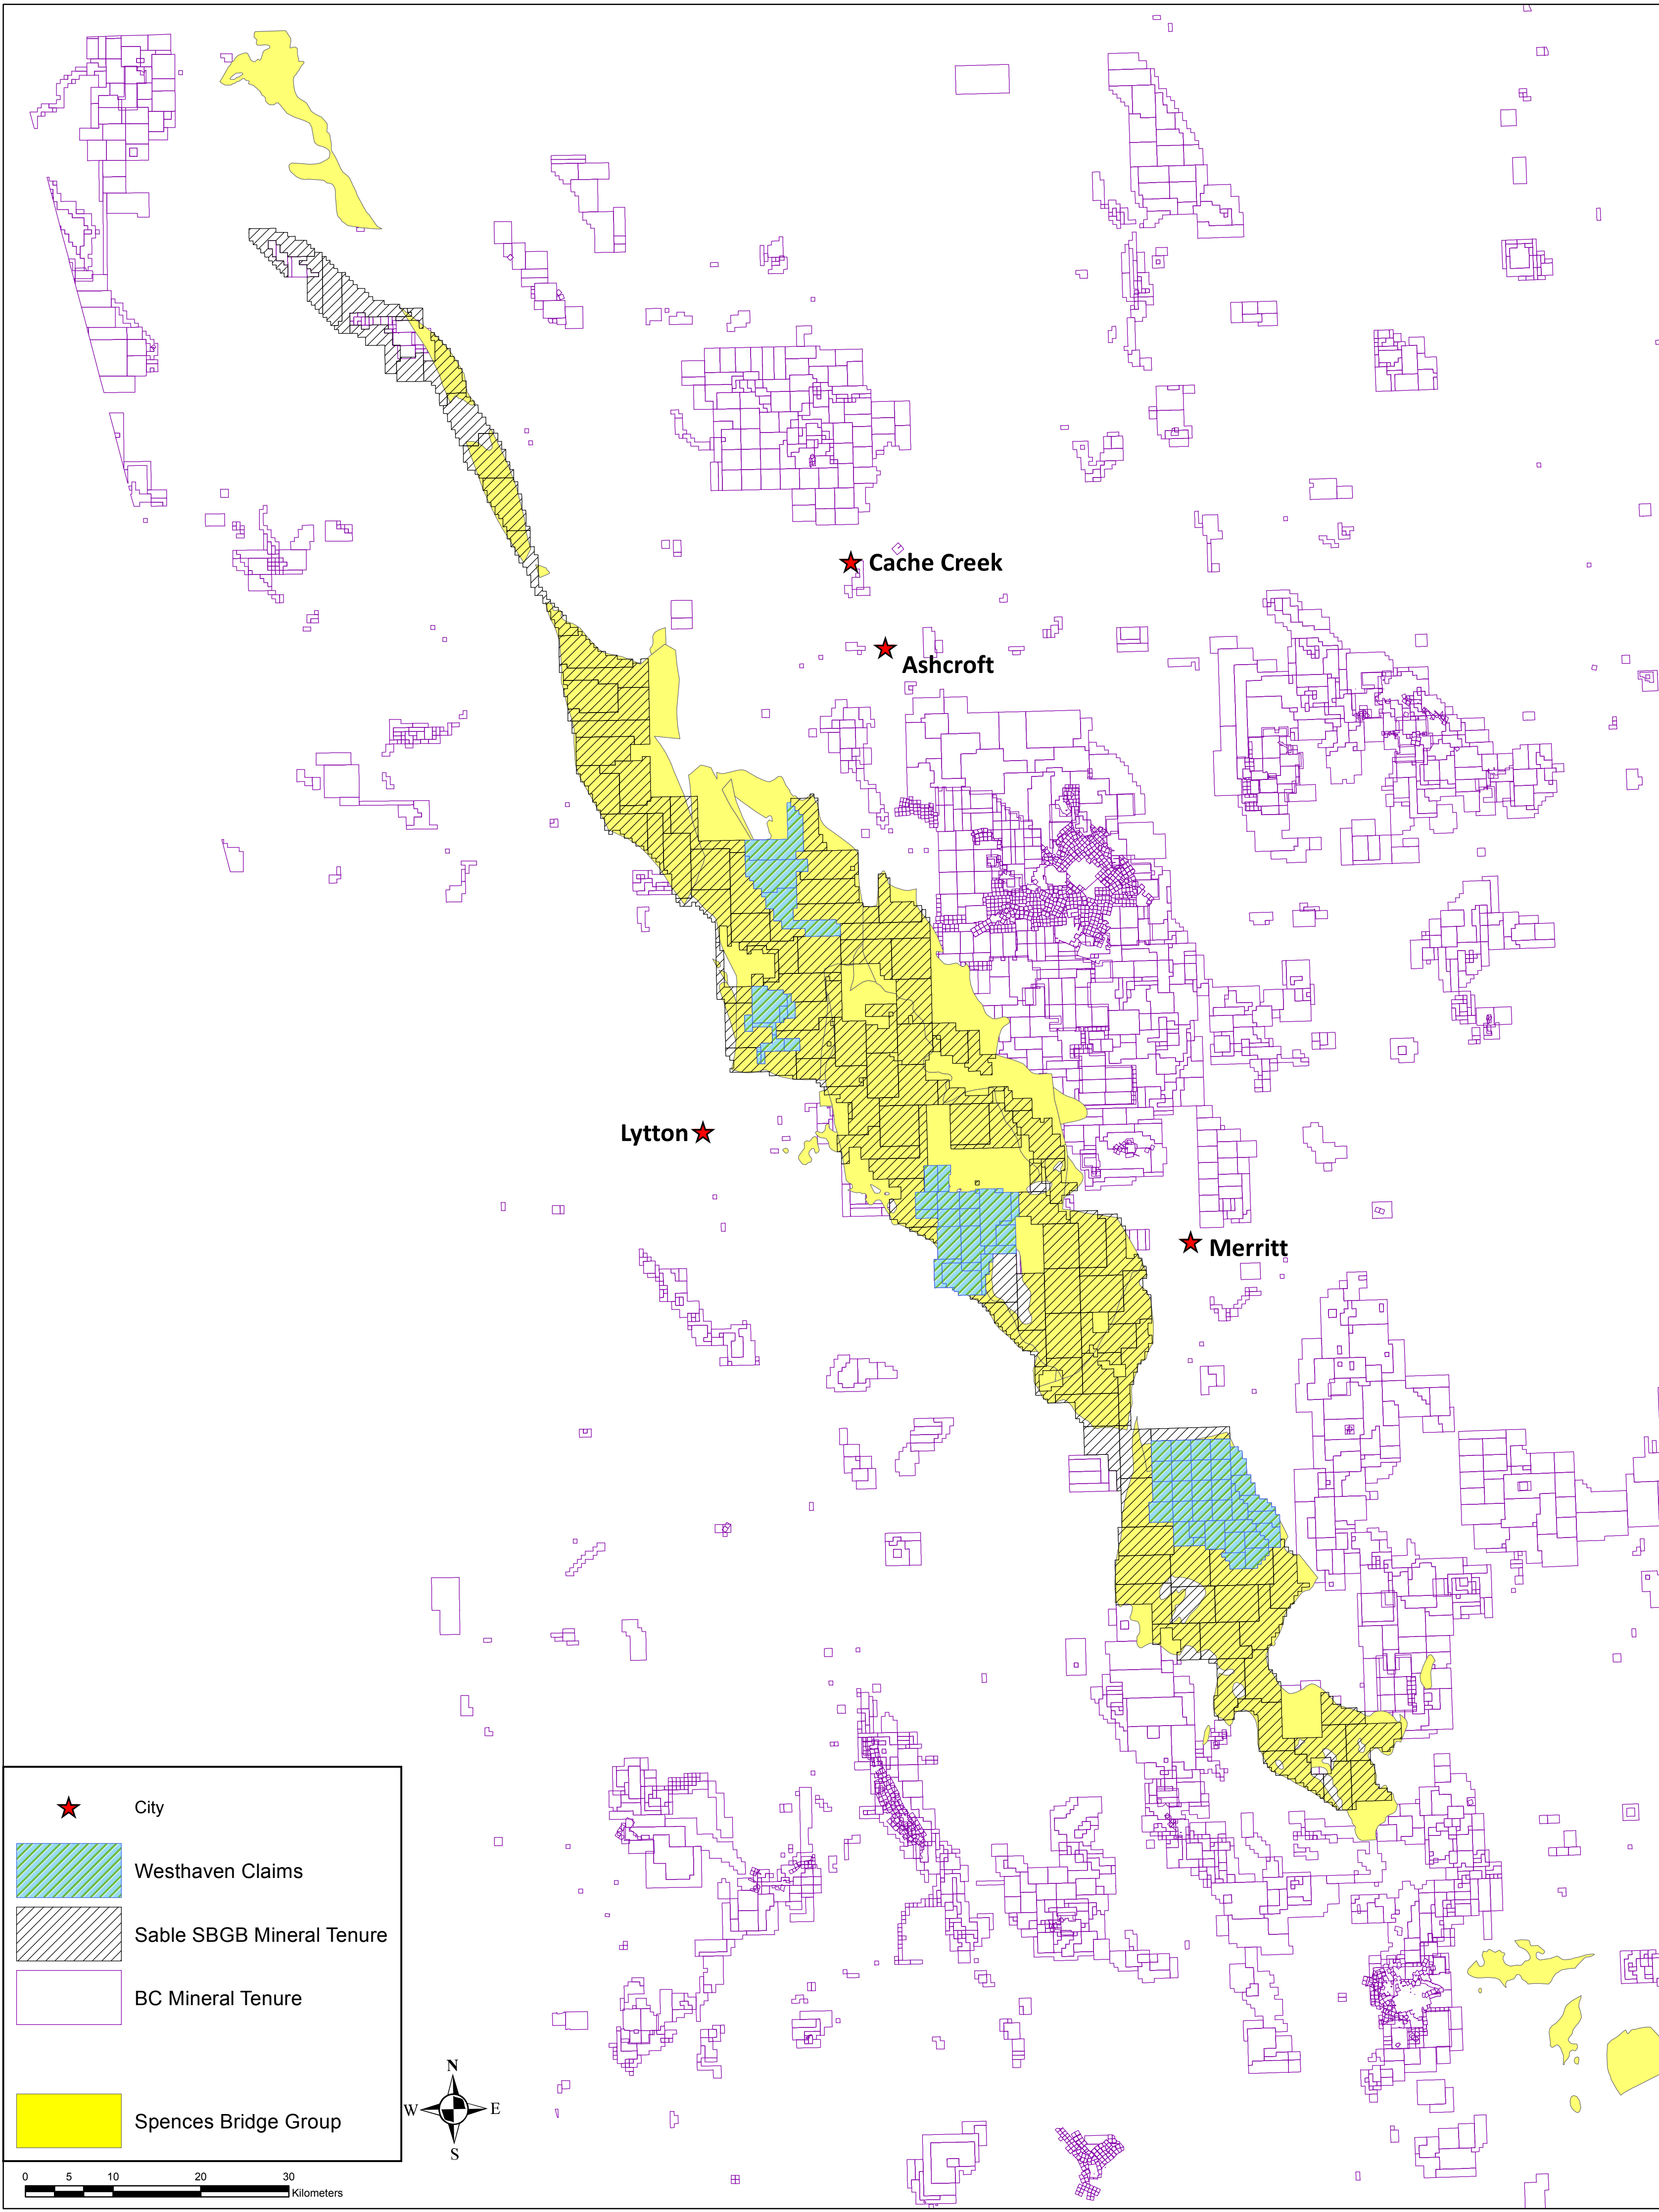 Cache Creek
Ashcroft
Lytton
Merritt
City
Westhaven Claims
Sable SBGB Mineral Tenure
BC Mineral Tenure
Spences Bridge Group
N
W E
S
0 5 10 20 30
Kilometers